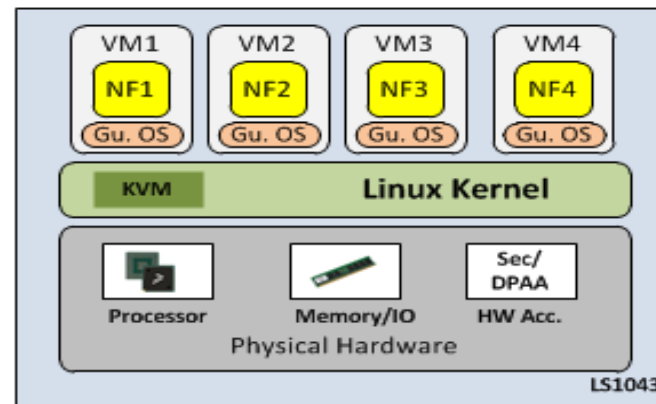 VM1 VM2 VM3 VM4
NF1 NF2 NF3 NF4
Gu. OS Gu. OS Gu. OS Gu. OS
KVM Linux Kernel
Sec/
DPAA
Processor Memory/IO HW Acc.
Physical Hardware
LS1043